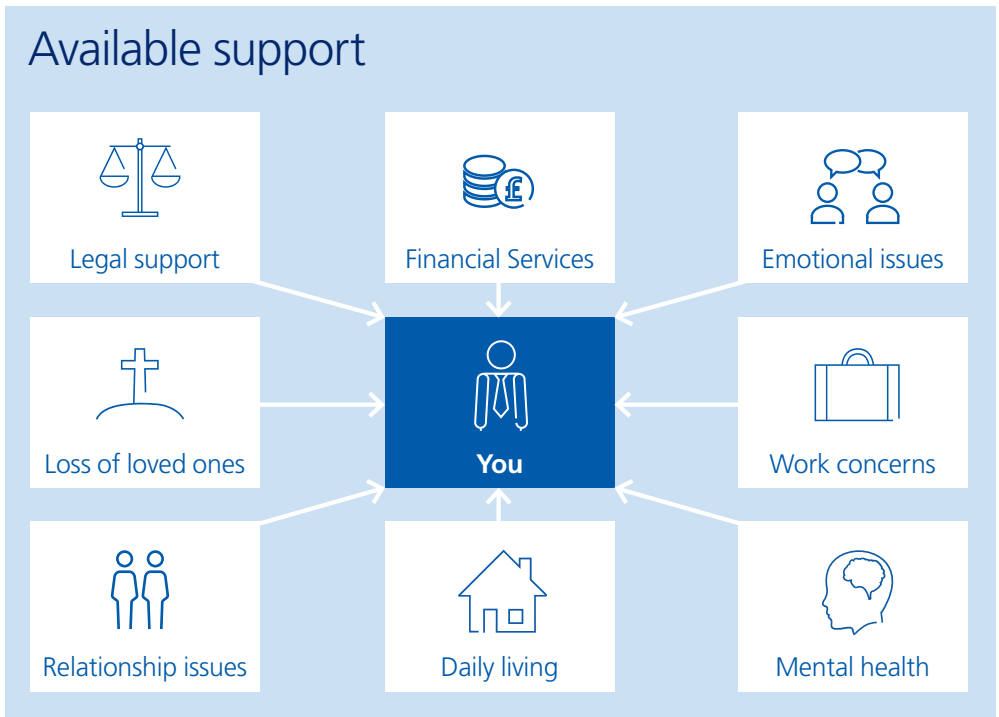 Available support
Legal support
Financial Services
£
Emotional issues
Loss of loved ones
You
Work concerns
Relationship issues
Daily living
Mental health